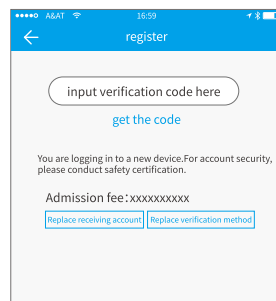 A&AT 16:59
register
input verification code here
get the code
You are logging in to a new device.For account security,
please conduct safety certification.
Admission fee:xxxxxxxxxx
Replace receiving account Replace verification method